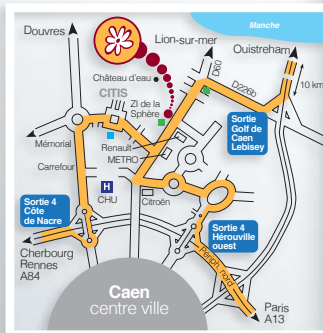 Manche
Douvres
Lion-sur-mer
Ouistreham
Château d'eau
D60
10 km
CITIS
D226b
ZI de la
Sphère
Sortie
Golf de
Caen
Lebisey
Mémorial
Renault
METRO
Carrefour
H
CHU
Citroën
Sortie 4
Côte
de Nacre
Sortie 4
Hérouville
ouest
Cherbourg
Rennes
A84
Périph. nord
Caen
centre ville
Paris
A13